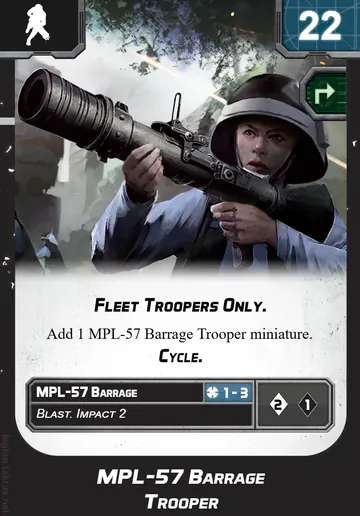 22
Fleet Troopers Only.
Add 1 MPL-57 Barrage Trooper miniature.
Cycle.
MPL-57 Barrage 1 - 3
Blast. Impact 2
2 1
MPL-57 Barrage
Trooper